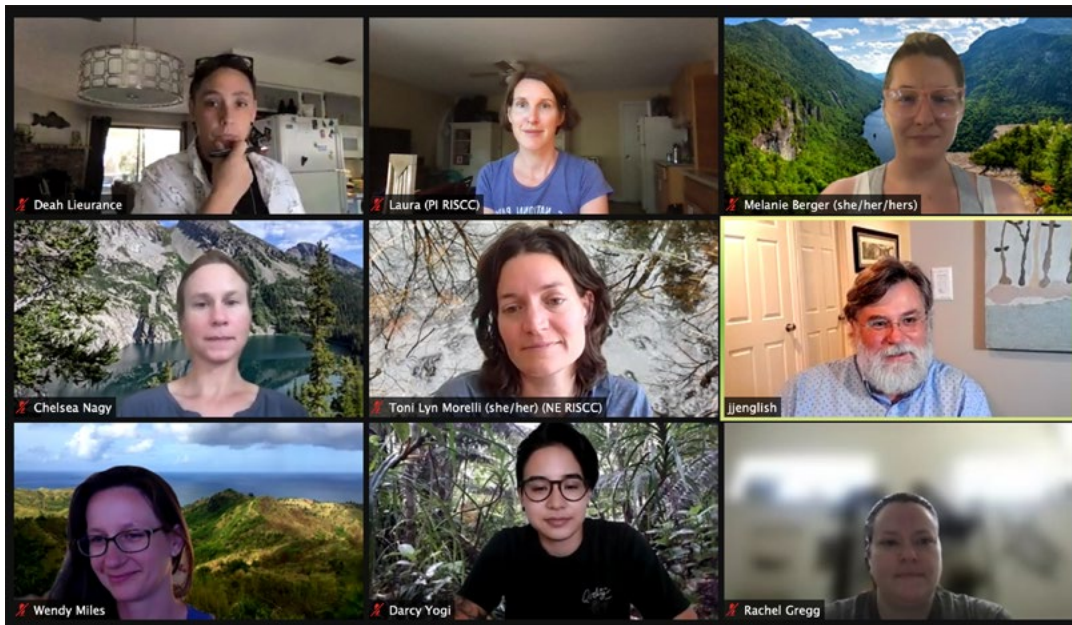 Deah Lieurance
Laura (PI RISCC)
Melanie Berger (she/her/hers)
Chelsea Nagy
Toni Lyn Morelli (she/her) (NE RISCC)
jjenglish
Wendy Miles
Darcy Yogi
Rachel Gregg